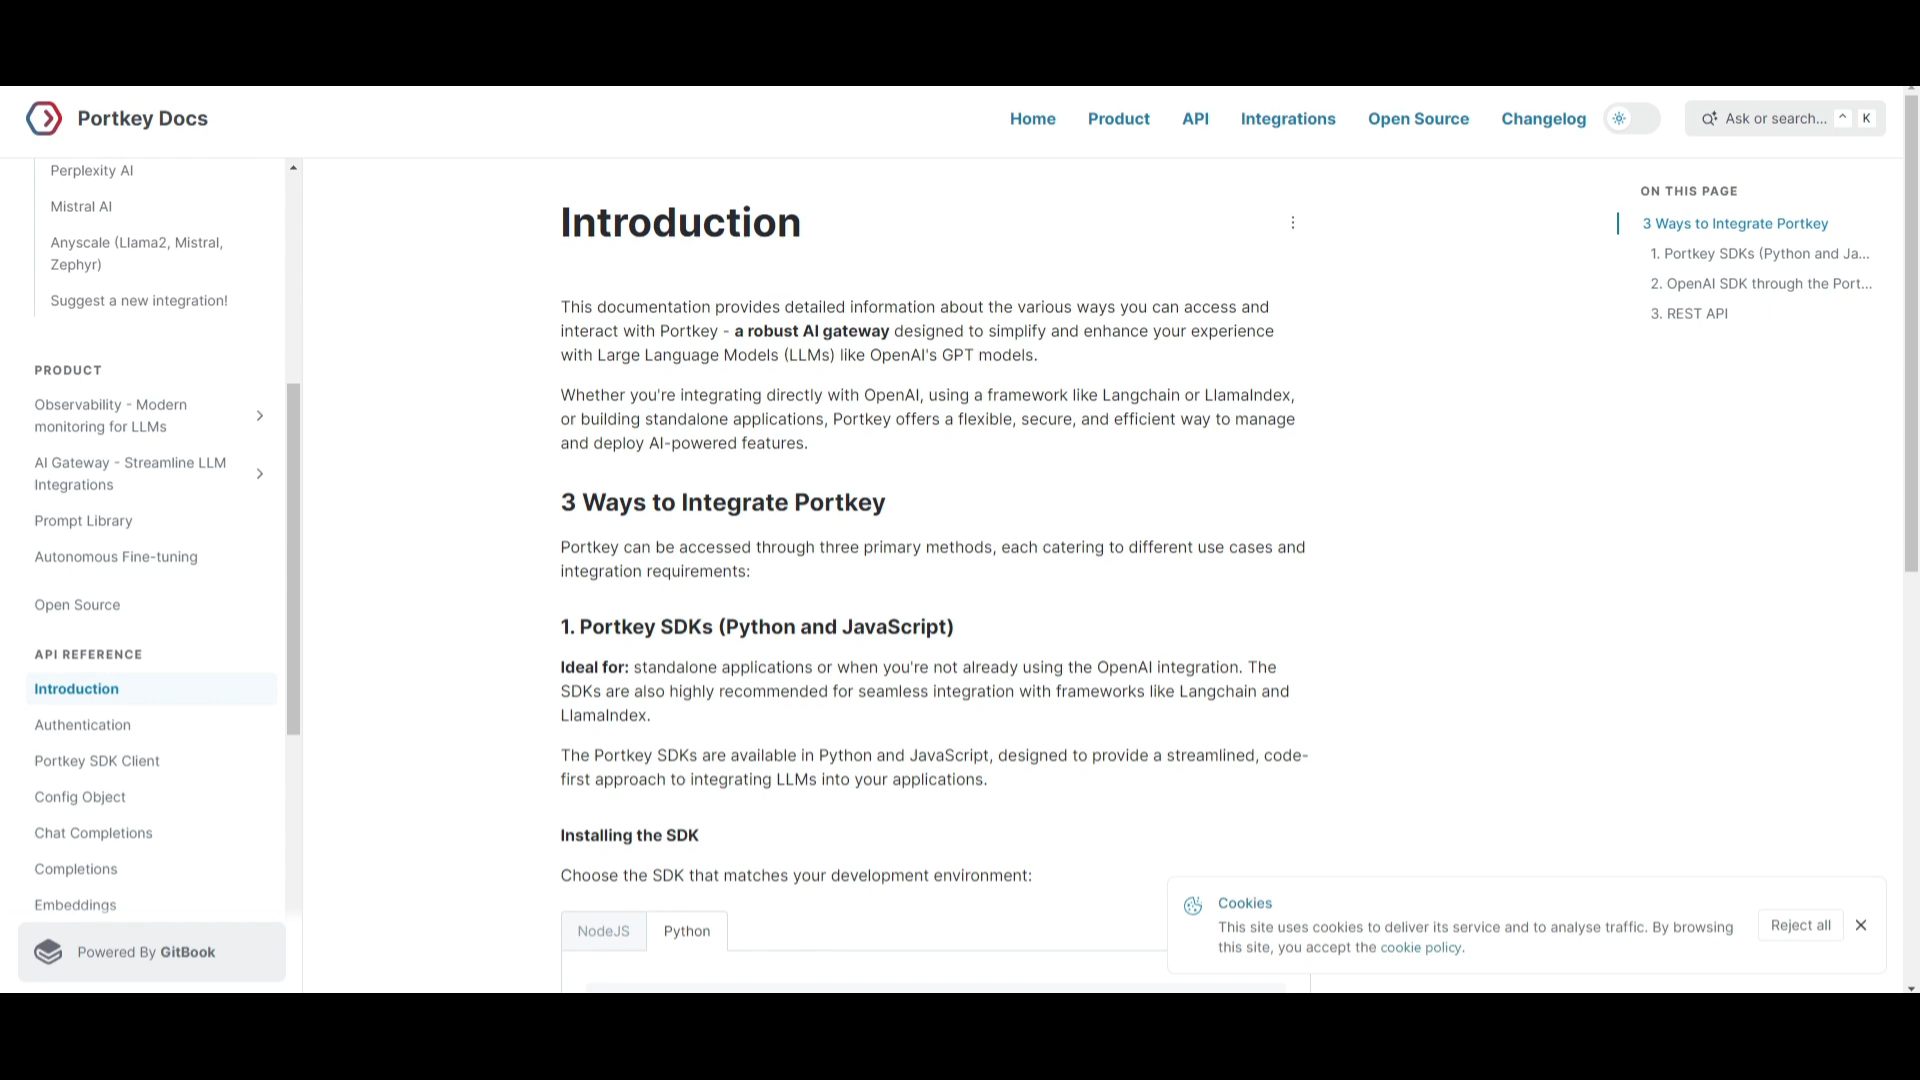 Portkey Docs
Home
Product
API
Integrations
Open Source
Changelog
Ask or search...
^
K
Perplexity AI
Mistral AI
Anyscale (Llama2, Mistral,
Zephyr)
Suggest a new integration!
PRODUCT
Observability - Modern
monitoring for LLMs
AI Gateway - Streamline LLM
Integrations
Prompt Library
Autonomous Fine-tuning
Open Source
API REFERENCE
Introduction
Authentication
Portkey SDK Client
Config Object
Chat Completions
Completions
Embeddings
Powered By GitBook
Introduction
This documentation provides detailed information about the various ways you can access and
interact with Portkey - a robust AI gateway designed to simplify and enhance your experience
with Large Language Models (LLMs) like OpenAI's GPT models.
Whether you're integrating directly with OpenAI, using a framework like Langchain or LlamaIndex,
or building standalone applications, Portkey offers a flexible, secure, and efficient way to manage
and deploy AI-powered features.
3 Ways to Integrate Portkey
Portkey can be accessed through three primary methods, each catering to different use cases and
integration requirements:
1. Portkey SDKs (Python and JavaScript)
Ideal for: standalone applications or when you're not already using the OpenAI integration. The
SDKs are also highly recommended for seamless integration with frameworks like Langchain and
LlamaIndex.
The Portkey SDKs are available in Python and JavaScript, designed to provide a streamlined, code-
first approach to integrating LLMs into your applications.
Installing the SDK
Choose the SDK that matches your development environment:
NodeJS
Python
ON THIS PAGE
3 Ways to Integrate Portkey
1. Portkey SDKs (Python and Ja...
2. OpenAI SDK through the Port...
3. REST API
Cookies
This site uses cookies to deliver its service and to analyse traffic. By browsing
this site, you accept the cookie policy.
Reject all